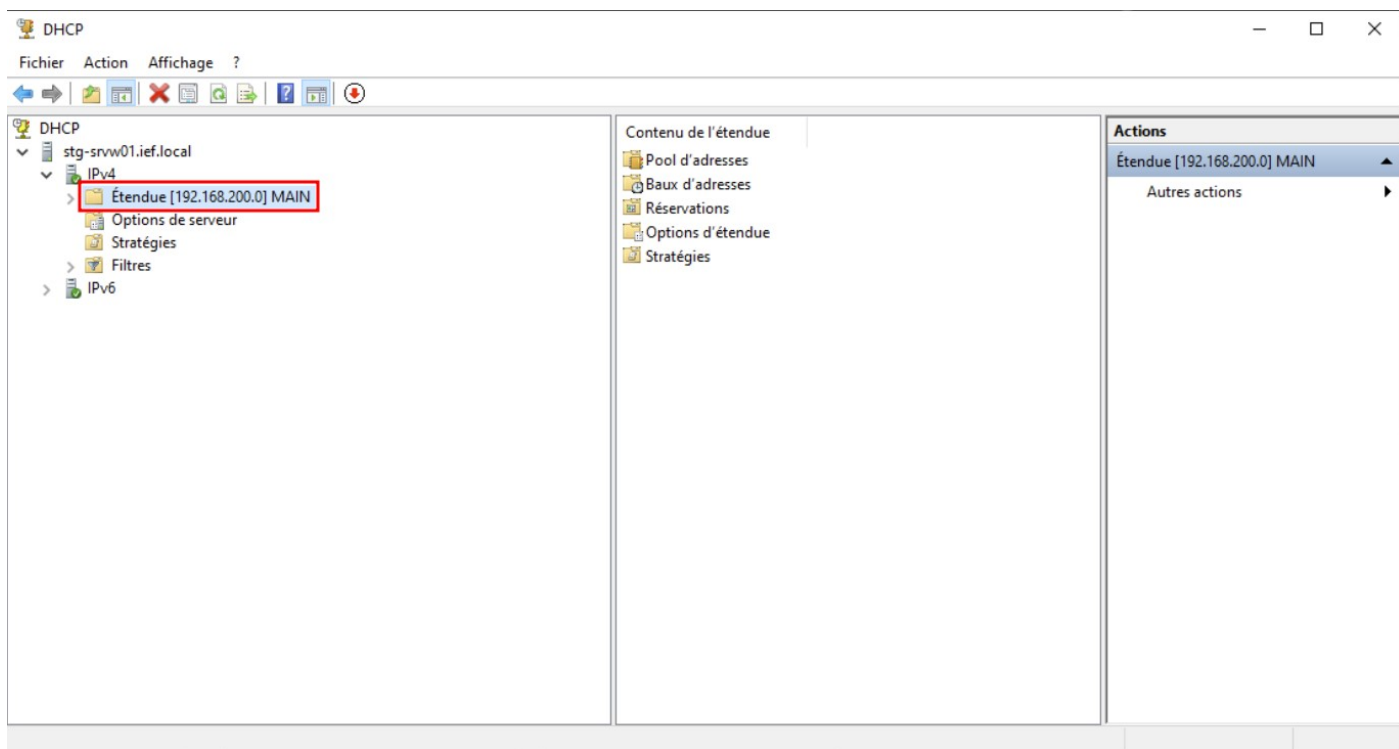 DHCP
Fichier Action Affichage ?
DHCP
stg-srvw01.ief.local
IPv4
Étendue [192.168.200.0] MAIN
Options de serveur
Stratégies
Filtres
IPv6
Contenu de l'étendue
Pool d'adresses
Baux d'adresses
Réservations
Options d'étendue
Stratégies
Actions
Étendue [192.168.200.0] MAIN
Autres actions